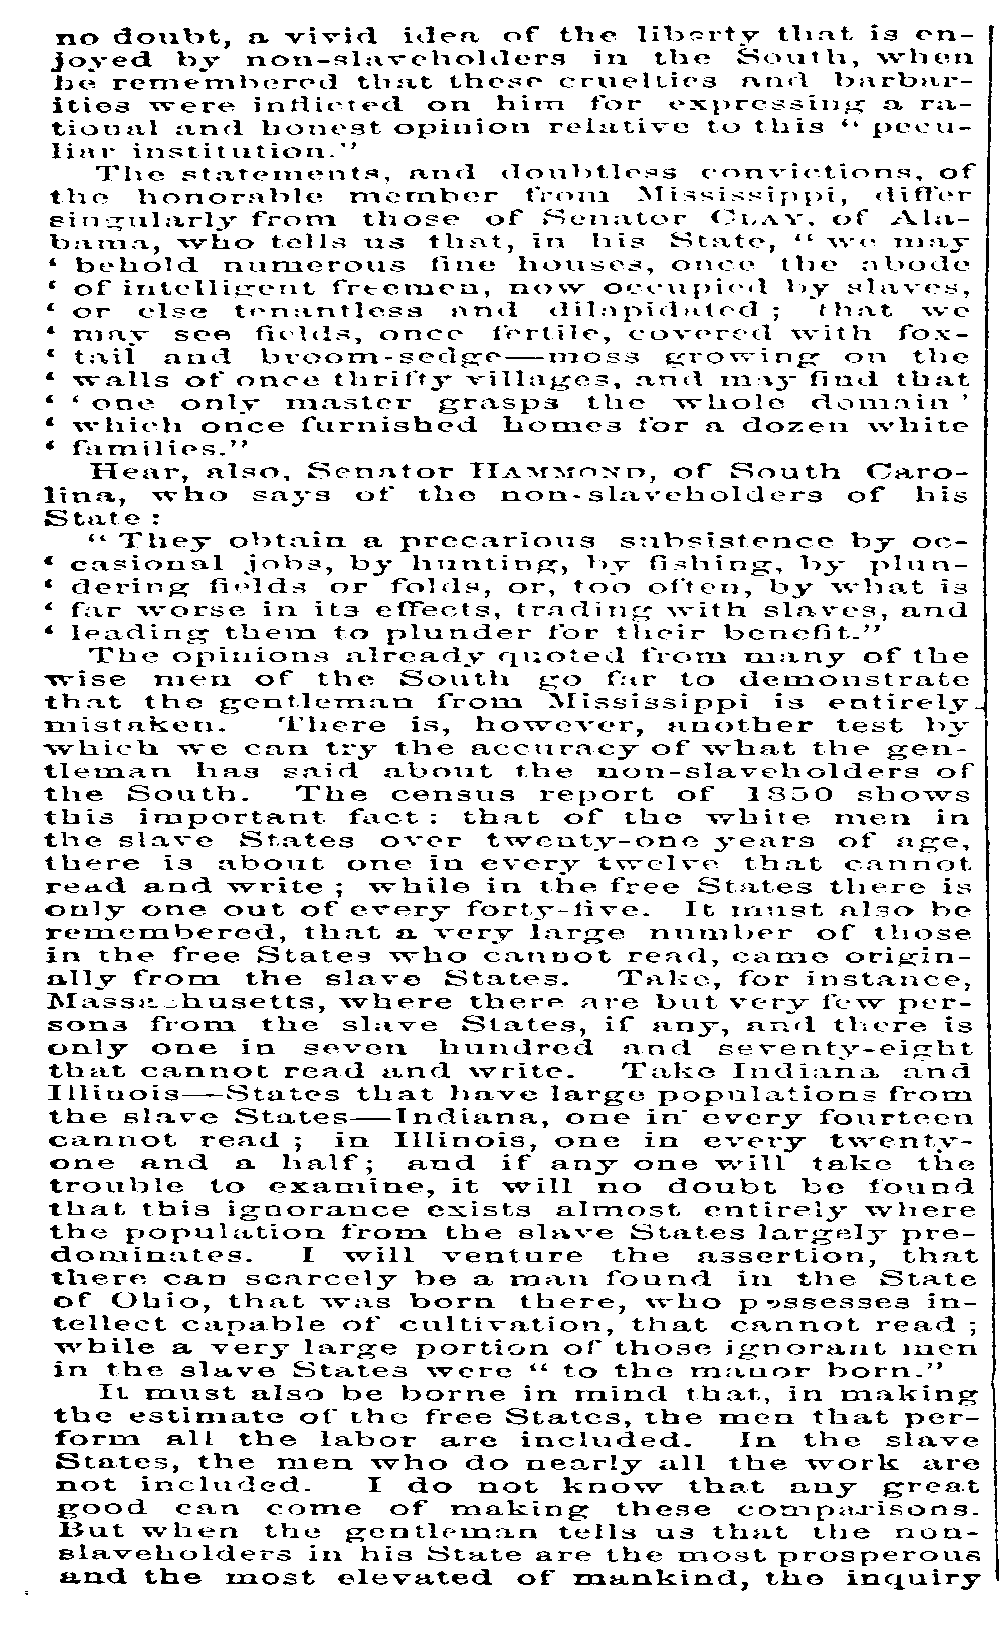 no doubt, a vivid idea of the liberty that is en-
joyed by non-slaveholders in the South, when
he remembered that these cruelties and barbar-
ities were inflicted on him for expressing a ra-
tional and honest opinion relative to this “ pecu-
liar institution.”
The statements, and doubtless convictions, of
the honorable member from Mississippi, differ
singularly from those of Senator CLAY, of Ala-
bama, who tells us that, in his State, “ we may
‘ behold numerous fine houses, once the abode
‘ of intelligent freemen, now occupied by slaves,
‘ or else tenantless and dilapidated ; that we
‘ may see fields, once fertile, covered with fox-
‘ tail and broom-sedge—moss growing on the
‘ walls of once thrifty villages, and may find that
‘ ‘ one only master grasps the whole domain ’
‘ which once furnished homes for a dozen white
‘ families.”
Hear, also, Senator HAMMOND, of South Caro-
lina, who says of the non-slaveholders of his
State :
“ They obtain a precarious subsistence by oc-
‘ casional jobs, by hunting, by fishing, by plun-
‘ dering fields or folds, or, too often, by what is
‘ far worse in its effects, trading with slaves, and
‘ leading them to plunder for their benefit.”
The opinions already quoted from many of the
wise men of the South go far to demonstrate
that the gentleman from Mississippi is entirely
mistaken. There is, however, another test by
which we can try the accuracy of what the gen-
tleman has said about the non-slaveholders of
the South. The census report of 1850 shows
this important fact : that of the white men in
the slave States over twenty-one years of age,
there is about one in every twelve that cannot
read and write ; while in the free States there is
only one out of every forty-five. It must also be
remembered, that a very large number of those
in the free States who cannot read, came origin-
ally from the slave States. Take, for instance,
Massachusetts, where there are but very few per-
sons from the slave States, if any, and there is
only one in seven hundred and seventy-eight
that cannot read and write. Take Indiana and
Illinois—States that have large populations from
the slave States—Indiana, one in every fourteen
cannot read ; in Illinois, one in every twenty-
one and a half ; and if any one will take the
trouble to examine, it will no doubt be found
that this ignorance exists almost entirely where
the population from the slave States largely pre-
dominates. I will venture the assertion, that
there can scarcely be a man found in the State
of Ohio, that was born there, who possesses in-
tellect capable of cultivation, that cannot read ;
while a very large portion of those ignorant men
in the slave States were “ to the manor born.”
It must also be borne in mind that, in making
the estimate of the free States, the men that per-
form all the labor are included. In the slave
States, the men who do nearly all the work are
not included. I do not know that any great
good can come of making these comparisons.
But when the gentleman tells us that the non-
slaveholders in his State are the most prosperous
and the most elevated of mankind, the inquiry